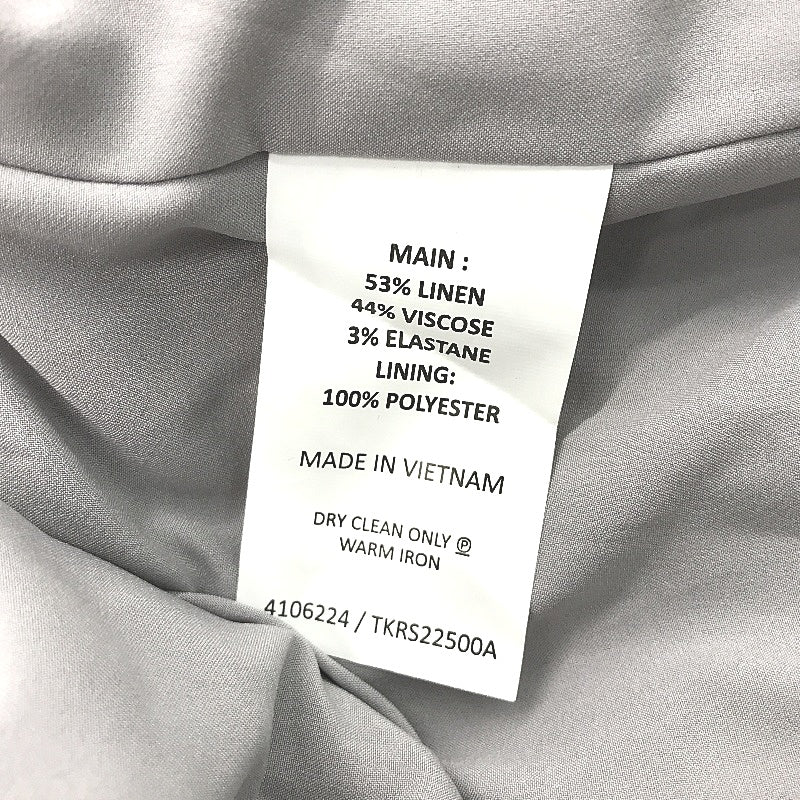 MAIN :
53% LINEN
44% VISCOSE
3% ELASTANE
LINING:
100% POLYESTER
MADE IN VIETNAM
DRY CLEAN ONLY Ⓟ
WARM IRON
4106224 / TKRS22500A